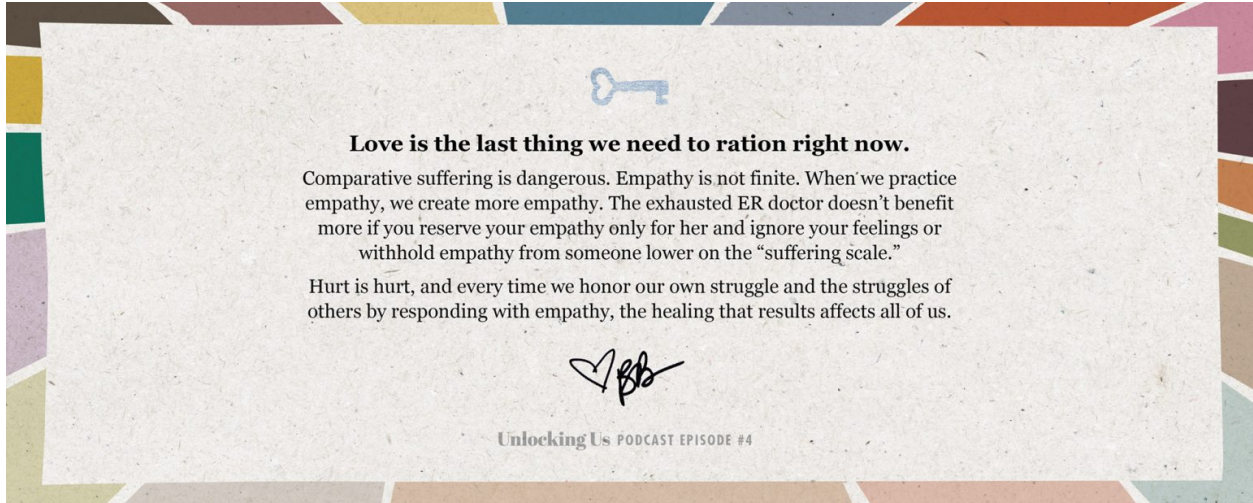 Love is the last thing we need to ration right now.
Comparative suffering is dangerous. Empathy is not finite. When we practice
empathy, we create more empathy. The exhausted ER doctor doesn’t benefit
more if you reserve your empathy only for her and ignore your feelings or
withhold empathy from someone lower on the “suffering scale.”
Hurt is hurt, and every time we honor our own struggle and the struggles of
others by responding with empathy, the healing that results affects all of us.
BB
Unlocking Us PODCAST EPISODE #4